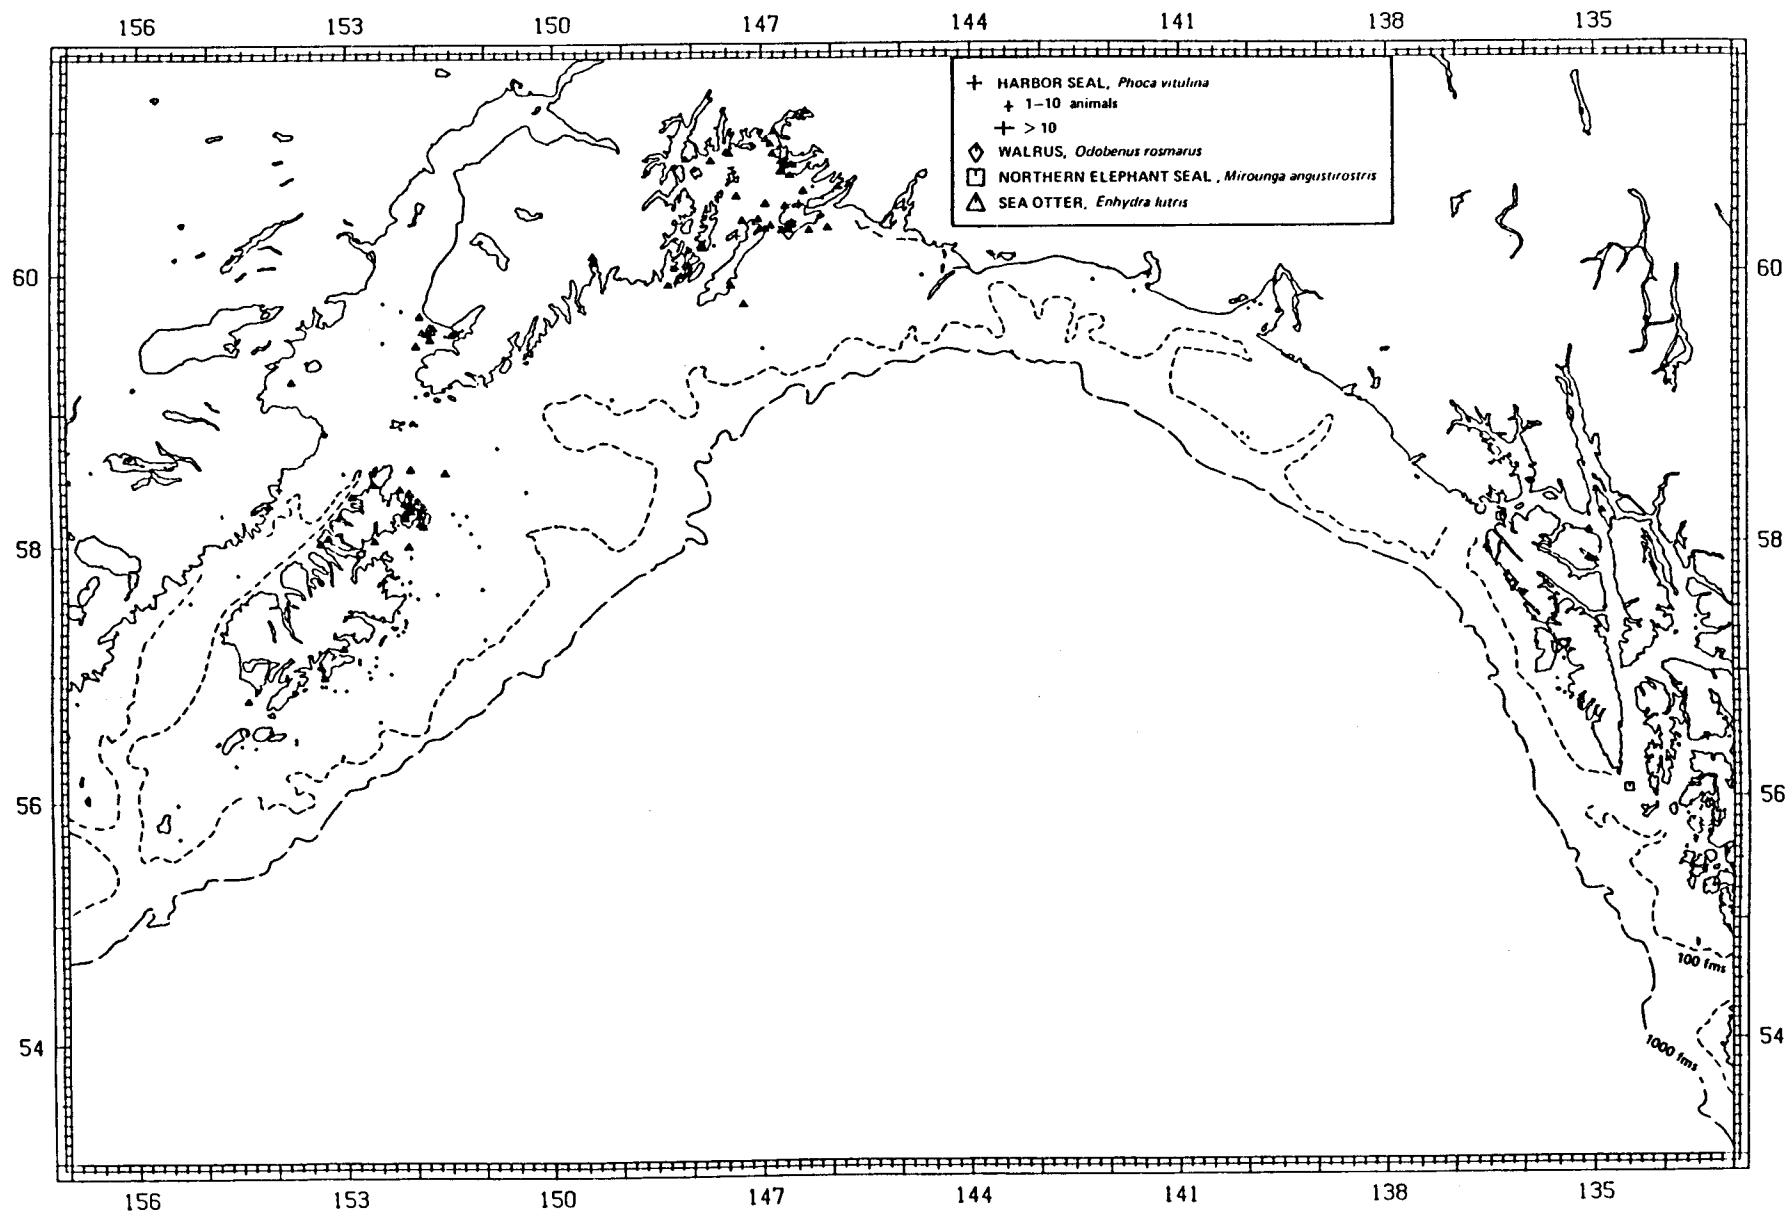 156 153 150 147 144 141 138 135
+ HARBOR SEAL, Phoca vitulina
+ 1–10 animals
+ > 10
WALRUS, Odobenus rosmarus
NORTHERN ELEPHANT SEAL, Mirounga angustirostris
SEA OTTER, Enhydra lutris
60 60
58 58
56 56
100 fms
54 54
1000 fms
156 153 150 147 144 141 138 135